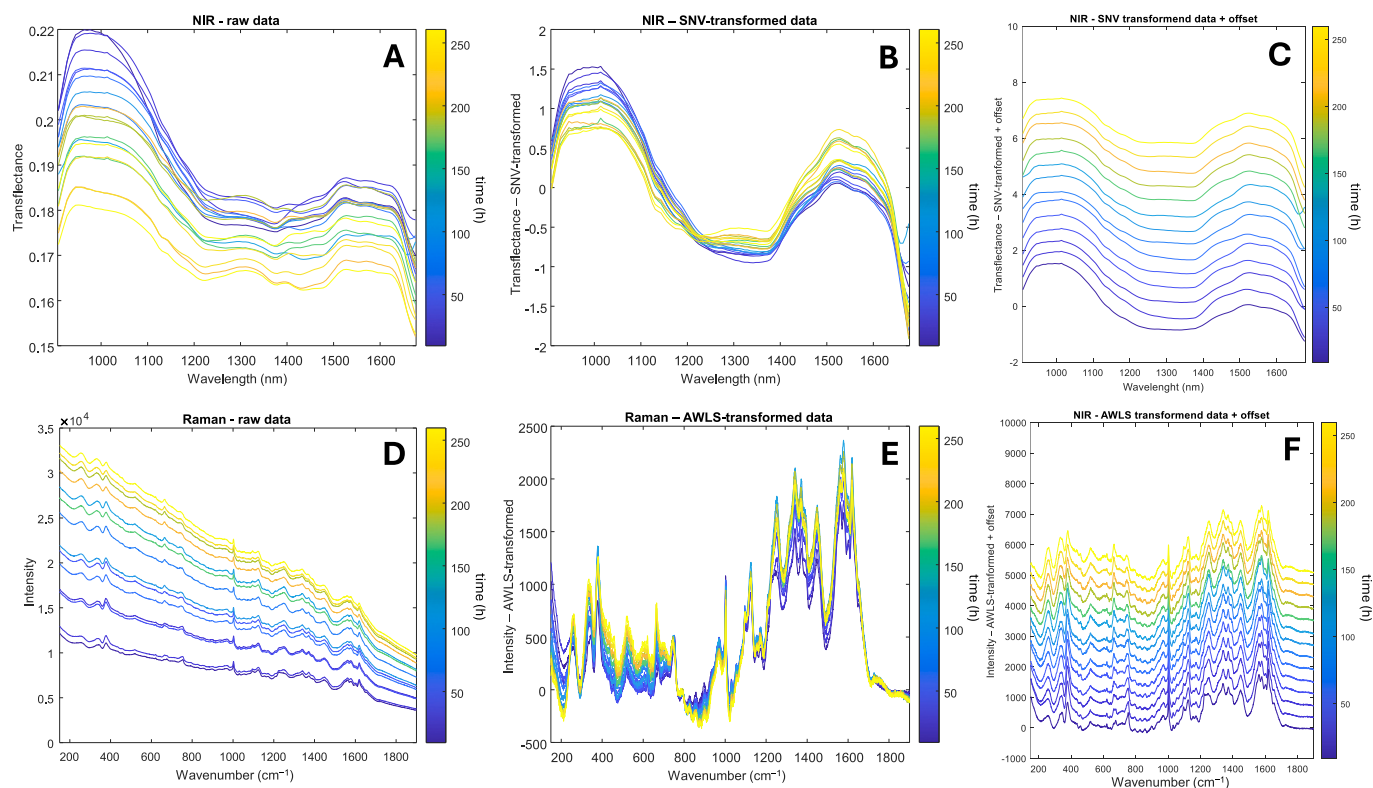 NIR - raw data
A
0.22
0.21
0.2
0.19
0.18
0.17
0.16
0.15
Transflectance
1000 1100 1200 1300 1400 1500 1600
Wavelength (nm)
250
200
150
100
50
time (h)
NIR – SNV-transformed data
B
2
1.5
1
0.5
0
-0.5
-1
-1.5
-2
Transflectance – SNV-transformed
1000 1100 1200 1300 1400 1500 1600
Wavelength (nm)
250
200
150
100
50
time (h)
NIR - SNV transformend data + offset
C
10
8
6
4
2
0
-2
Transflectance – SNV-tranformed + offset
1000 1100 1200 1300 1400 1500 1600
Wavelenght (nm)
250
200
150
100
50
time (h)
Raman - raw data
D
×10⁴
3.5
3
2.5
2
1.5
1
0.5
0
Intensity
200 400 600 800 1000 1200 1400 1600 1800
Wavenumber (cm⁻¹)
250
200
150
100
50
time (h)
Raman – AWLS-transformed data
E
2500
2000
1500
1000
500
0
-500
Intensity – AWLS-transformed
200 400 600 800 1000 1200 1400 1600 1800
Wavenumber (cm⁻¹)
250
200
150
100
50
time (h)
NIR - AWLS transformend data + offset
F
10000
9000
8000
7000
6000
5000
4000
3000
2000
1000
0
-1000
Intensity – AWLS-tranformed + offset
200 400 600 800 1000 1200 1400 1600 1800
Wavenumber (cm⁻¹)
250
200
150
100
50
time (h)